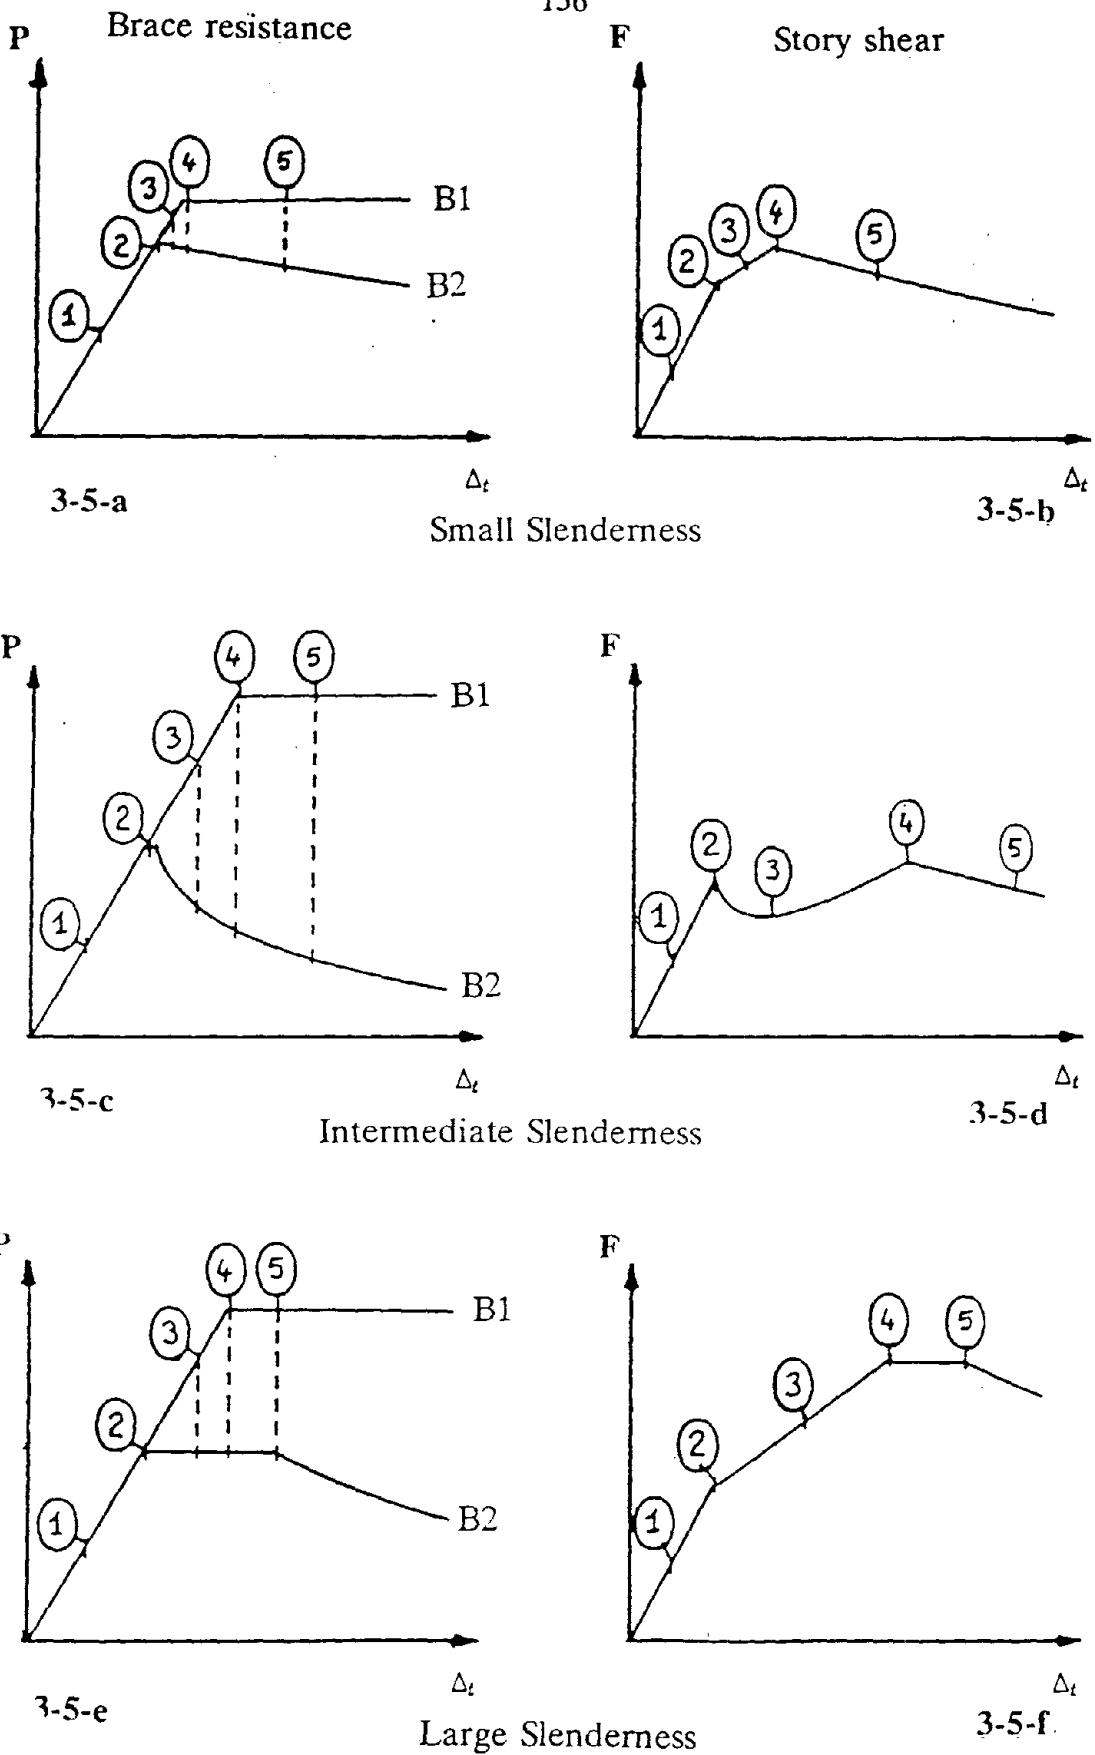 Brace resistance
Story shear
P
F
1
2
3
4
5
B1
B2
1
2
3
4
5
Δt
Δt
3-5-a
3-5-b
Small Slenderness
P
F
1
2
3
4
5
B1
B2
1
2
3
4
5
Δt
Δt
3-5-c
3-5-d
Intermediate Slenderness
P
F
1
2
3
4
5
B1
B2
1
2
3
4
5
Δt
Δt
3-5-e
3-5-f
Large Slenderness